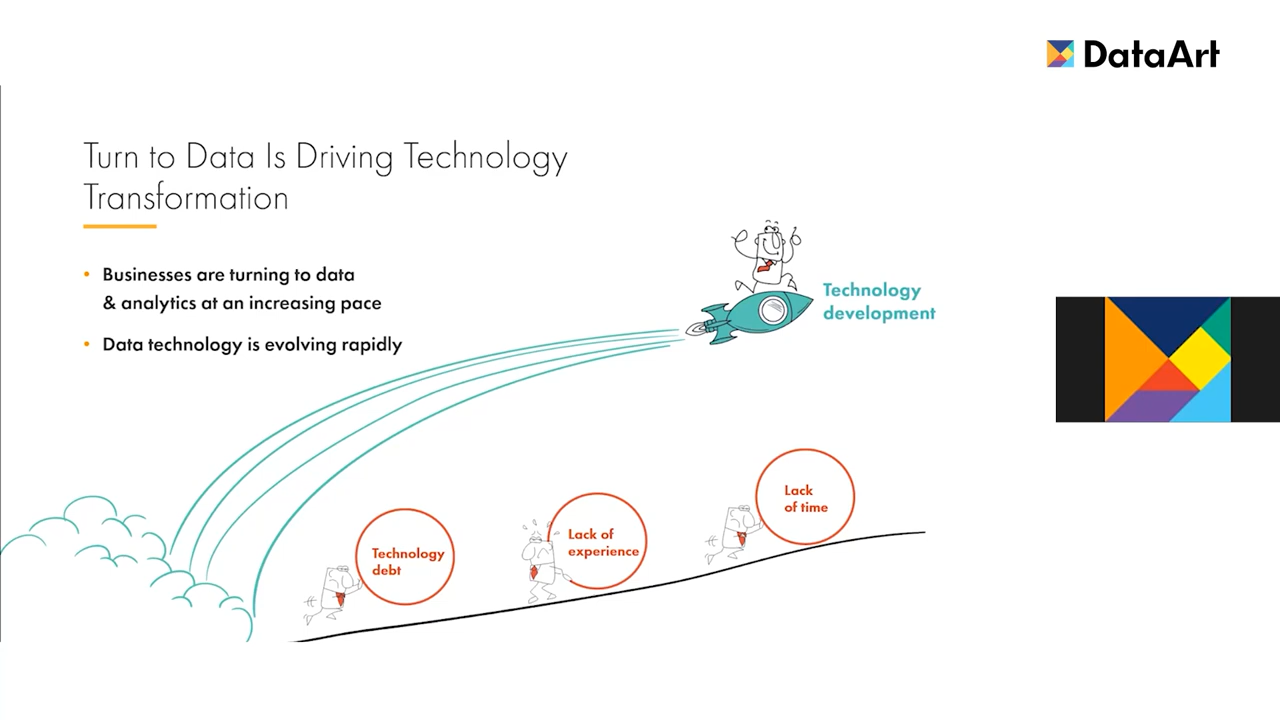 DataArt
Turn to Data Is Driving Technology
Transformation
• Businesses are turning to data
& analytics at an increasing pace
• Data technology is evolving rapidly
Technology
development
Lack
of time
Lack of
experience
Technology
debt